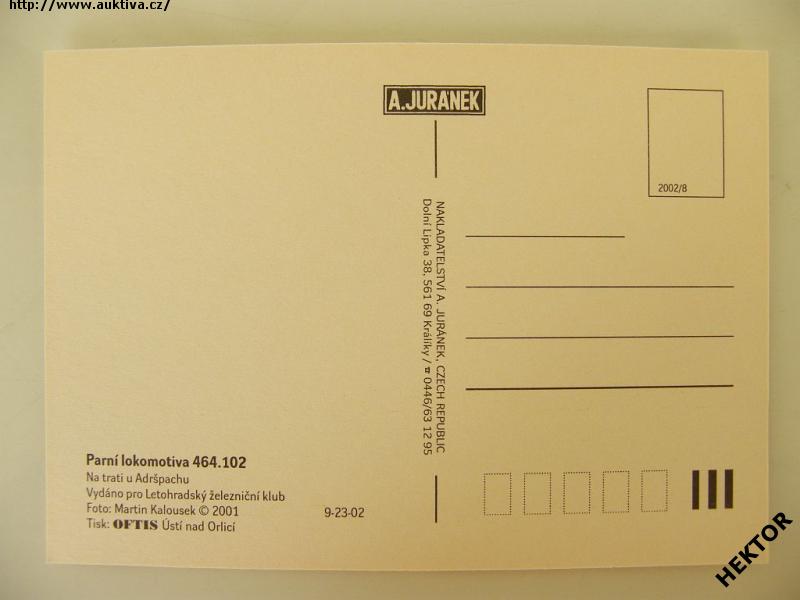 http://www.auktiva.cz/
A.JURÁNEK
2002/8
NAKLADATELSTVÍ A. JURÁNEK, CZECH REPUBLIC
Dolní Lipka 38, 561 69 Králíky / ☎ 0446/63 12 95
Parní lokomotiva 464.102
Na trati u Adršpachu
Vydáno pro Letohradský železniční klub
Foto: Martin Kalousek © 2001
9-23-02
Tisk: OFTIS Ústí nad Orlicí
HEKTOR